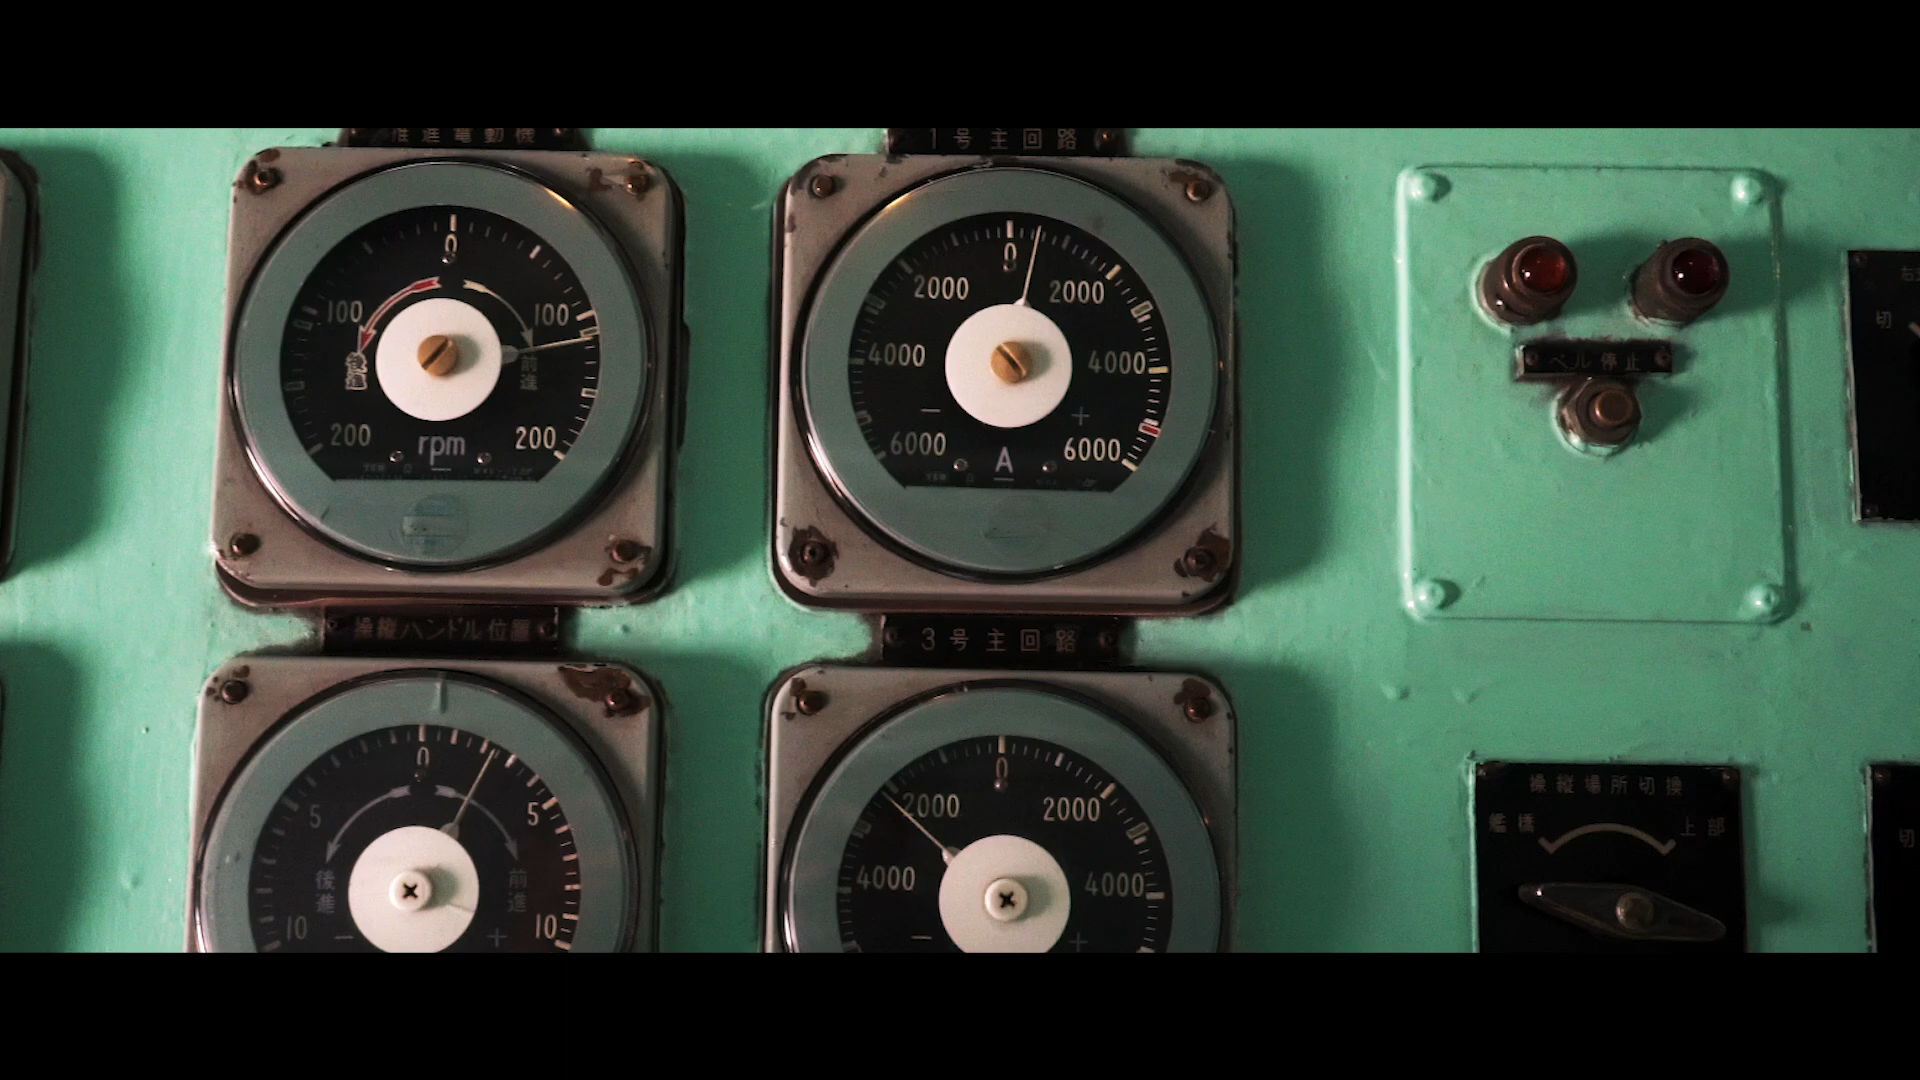 推進電動機
0
100 100
後進 前進
200 rpm 200
1号主回路
0
2000 2000
4000 4000
- +
6000 A 6000
ベル停止
切
操縦ハンドル位置
0
5 5
後進 前進
10 - + 10
3号主回路
0
2000 2000
4000 4000
- +
操縦場所切換
艦橋 上部
切